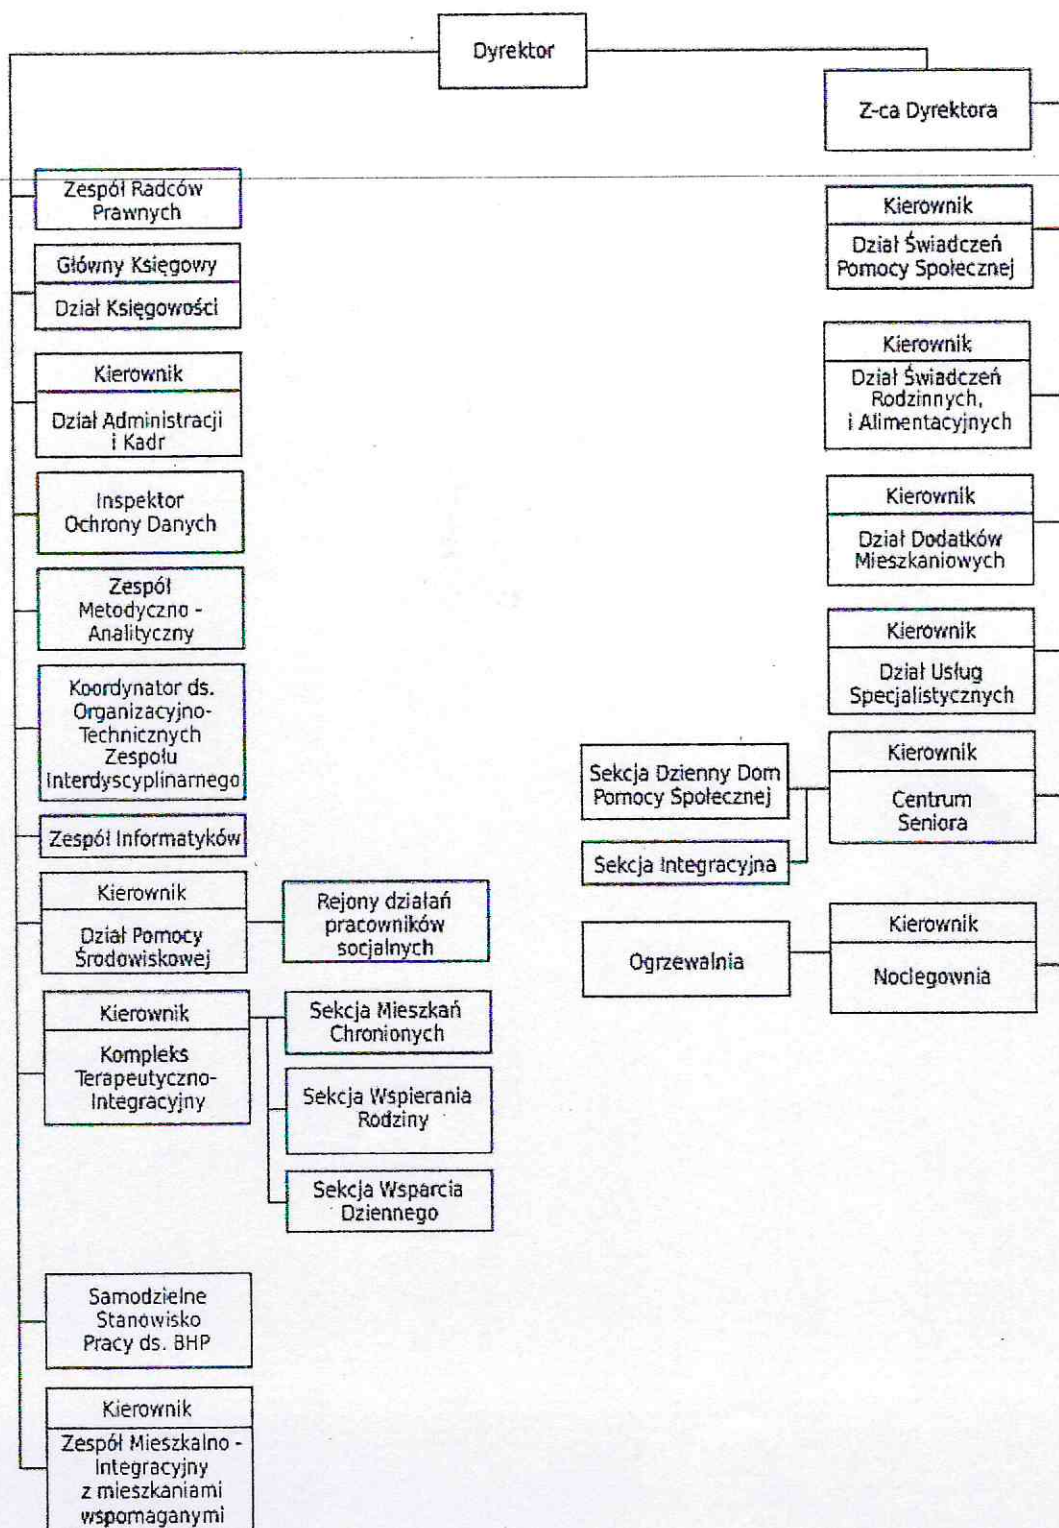 Dyrektor
Z-ca Dyrektora
Zespół Radców
Prawnych
Główny Księgowy
Dział Księgowości
Kierownik
Dział Administracji
i Kadr
Inspektor
Ochrony Danych
Zespół
Metodyczno -
Analityczny
Koordynator ds.
Organizacyjno-
Technicznych
Zespołu
Interdyscyplinarnego
Zespół Informatyków
Kierownik
Dział Pomocy
Środowiskowej
Rejony działań
pracowników
socjalnych
Kierownik
Kompleks
Terapeutyczno-
Integracyjny
Sekcja Mieszkań
Chronionych
Sekcja Wspierania
Rodziny
Sekcja Wsparcia
Dziennego
Samodzielne
Stanowisko
Pracy ds. BHP
Kierownik
Zespół Mieszkalno -
Integracyjny
z mieszkaniami
wspomaganymi
Kierownik
Dział Świadczeń
Pomocy Społecznej
Kierownik
Dział Świadczeń
Rodzinnych,
i Alimentacyjnych
Kierownik
Dział Dodatków
Mieszkaniowych
Kierownik
Dział Usług
Specjalistycznych
Kierownik
Centrum
Seniora
Sekcja Dzienny Dom
Pomocy Społecznej
Sekcja Integracyjna
Kierownik
Noclegownia
Ogrzewalnia